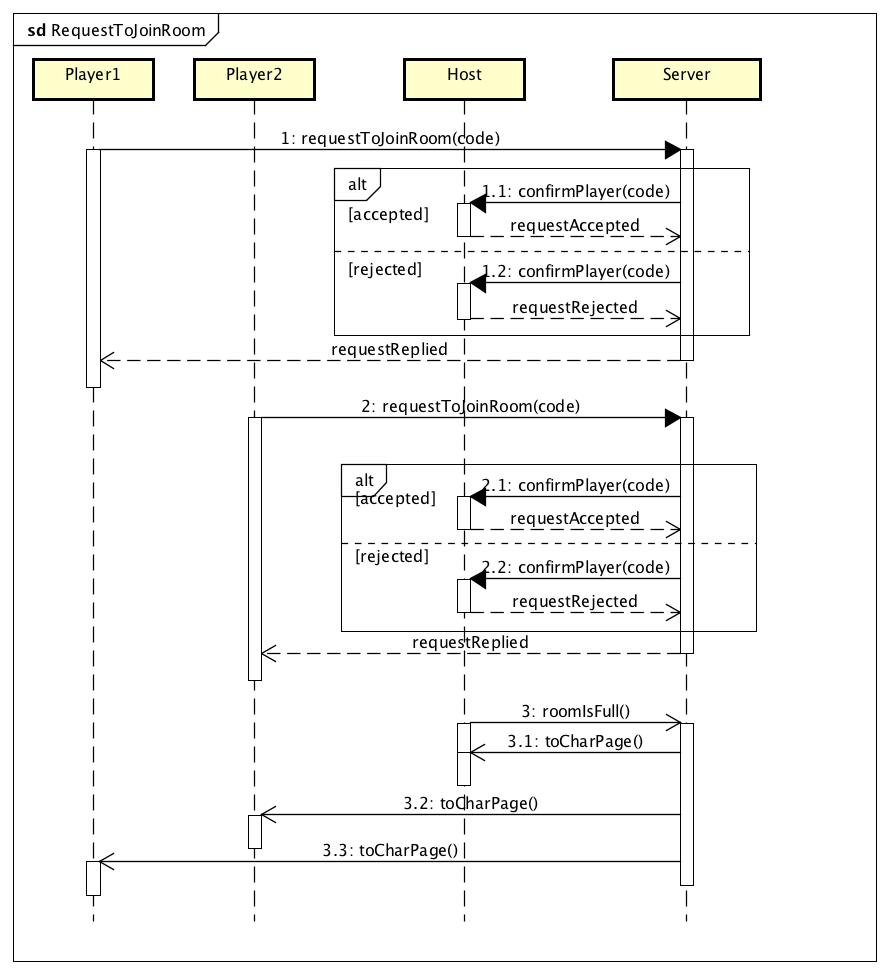 sd RequestToJoinRoom
Player1 Player2 Host Server
1: requestToJoinRoom(code)
alt
1.1: confirmPlayer(code)
[accepted]
requestAccepted
[rejected]
1.2: confirmPlayer(code)
requestRejected
requestReplied
2: requestToJoinRoom(code)
alt
2.1: confirmPlayer(code)
[accepted]
requestAccepted
[rejected]
2.2: confirmPlayer(code)
requestRejected
requestReplied
3: roomIsFull()
3.1: toCharPage()
3.2: toCharPage()
3.3: toCharPage()